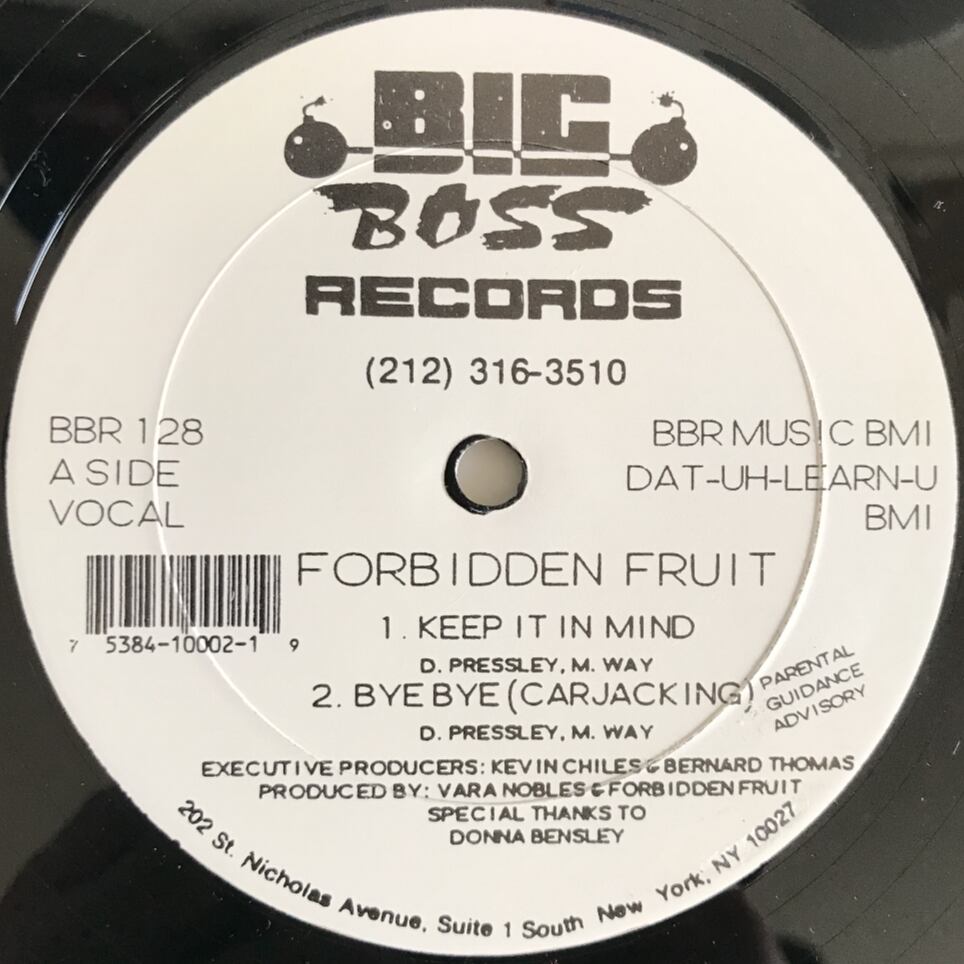 BIG
BOSS
RECORDS
(212) 316-3510
BBR 128
A SIDE
VOCAL
BBR MUSIC BMI
DAT-UH-LEARN-U
BMI
7 5384-10002-1 9
FORBIDDEN FRUIT
1. KEEP IT IN MIND
D. PRESSLEY, M. WAY
2. BYE BYE (CARJACKING)
D. PRESSLEY, M. WAY
PARENTAL
GUIDANCE
ADVISORY
EXECUTIVE PRODUCERS: KEVIN CHILES & BERNARD THOMAS
PRODUCED BY: VARA NOBLES & FORBIDDEN FRUIT
SPECIAL THANKS TO
DONNA BENSLEY
202 St. Nicholas Avenue, Suite 1 South New York, NY 10027